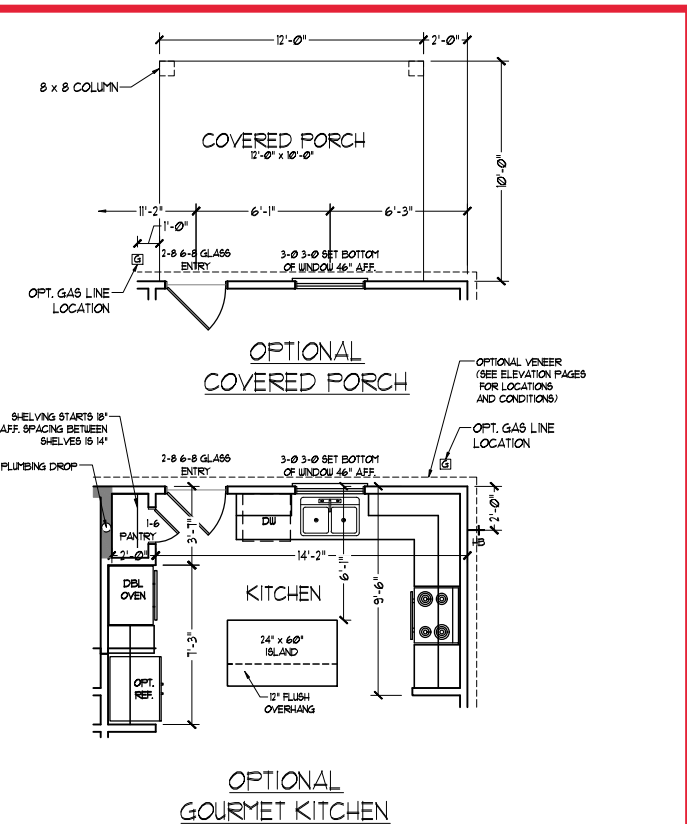 12'-0"
2'-0"
8 x 8 COLUMN
COVERED PORCH
12'-0" x 10'-0"
10'-0"
11'-2"
6'-1"
6'-3"
1'-0"
2-8 6-8 GLASS
ENTRY
3-0 3-0 SET BOTTOM
OF WINDOW 46" A.F.F.
G
OPT. GAS LINE
LOCATION
OPTIONAL
COVERED PORCH
OPTIONAL VENEER
(SEE ELEVATION PAGES
FOR LOCATIONS
AND CONDITIONS)
SHELVING STARTS 18"
A.F.F. SPACING BETWEEN
SHELVES IS 14"
OPT. GAS LINE
LOCATION
G
2-8 6-8 GLASS
ENTRY
3-0 3-0 SET BOTTOM
OF WINDOW 46" A.F.F.
PLUMBING DROP
1-6
PANTRY
3'-7"
DW
2'-0"
HB
2'-0"
14'-2"
6'-1"
9'-6"
DBL
OVEN
KITCHEN
24" x 60"
ISLAND
7'-3"
OPT.
REF.
12" FLUSH
OVERHANG
OPTIONAL
GOURMET KITCHEN